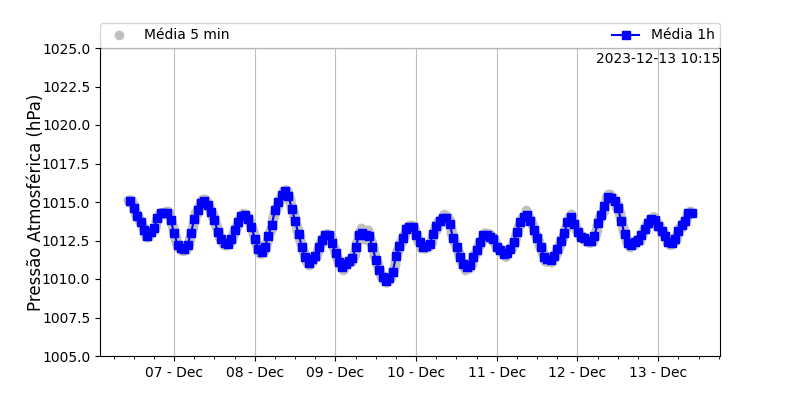 Média 5 min
Média 1h
2023-12-13 10:15
Pressão Atmosférica (hPa)
1025.0
1022.5
1020.0
1017.5
1015.0
1012.5
1010.0
1007.5
1005.0
07 - Dec
08 - Dec
09 - Dec
10 - Dec
11 - Dec
12 - Dec
13 - Dec